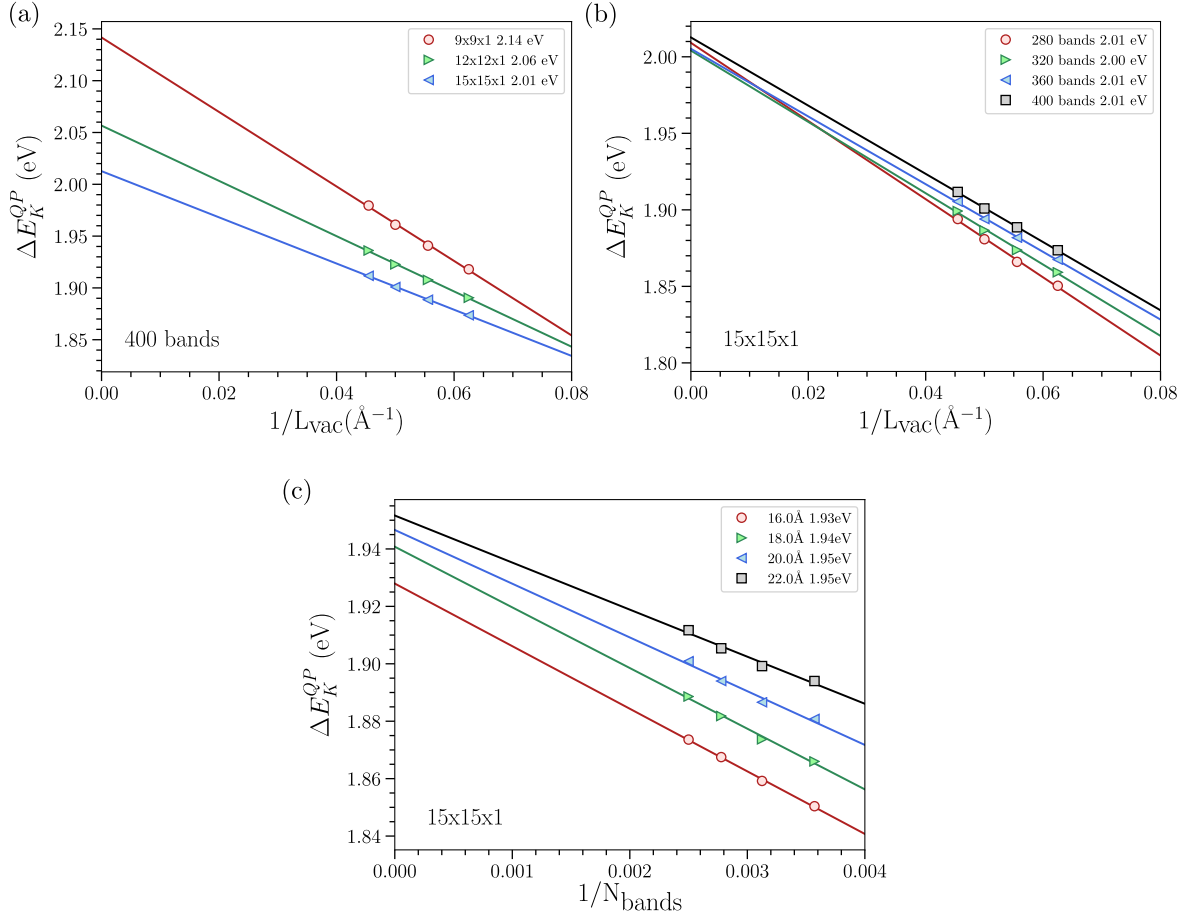 (a)
2.15
2.10
2.05
2.00
1.95
1.90
1.85
ΔE_K^{QP} (eV)
9x9x1 2.14 eV
12x12x1 2.06 eV
15x15x1 2.01 eV
400 bands
0.00 0.02 0.04 0.06 0.08
1/L_vac(Å⁻¹)
(b)
2.00
1.95
1.90
1.85
1.80
ΔE_K^{QP} (eV)
280 bands 2.01 eV
320 bands 2.00 eV
360 bands 2.01 eV
400 bands 2.01 eV
15x15x1
0.00 0.02 0.04 0.06 0.08
1/L_vac(Å⁻¹)
(c)
1.94
1.92
1.90
1.88
1.86
1.84
ΔE_K^{QP} (eV)
16.0Å 1.93eV
18.0Å 1.94eV
20.0Å 1.95eV
22.0Å 1.95eV
15x15x1
0.000 0.001 0.002 0.003 0.004
1/N_bands